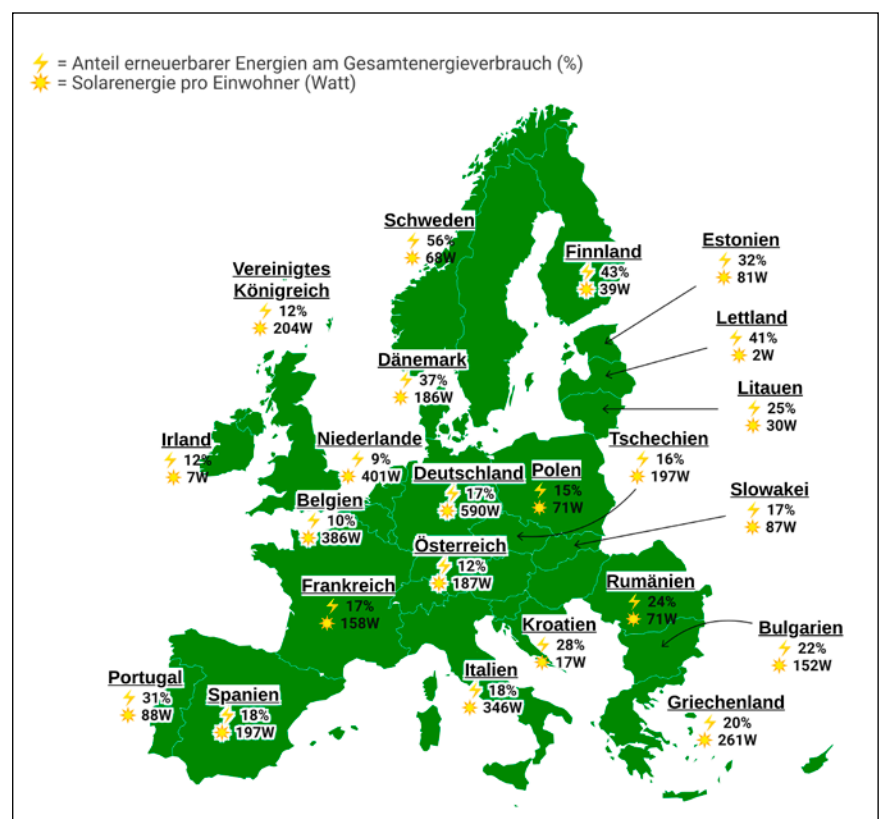 = Anteil erneuerbarer Energien am Gesamtenergieverbrauch (%)
= Solarenergie pro Einwohner (Watt)
Schweden
56%
68W
Finnland
43%
39W
Estonien
32%
81W
Vereinigtes
Königreich
12%
204W
Lettland
41%
2W
Dänemark
37%
186W
Litauen
25%
30W
Irland
12%
7W
Niederlande
9%
401W
Deutschland
17%
590W
Polen
15%
71W
Tschechien
16%
197W
Belgien
10%
386W
Slowakei
17%
87W
Österreich
12%
187W
Frankreich
17%
158W
Rumänien
24%
71W
Kroatien
28%
17W
Bulgarien
22%
152W
Portugal
31%
88W
Spanien
18%
197W
Italien
18%
346W
Griechenland
20%
261W